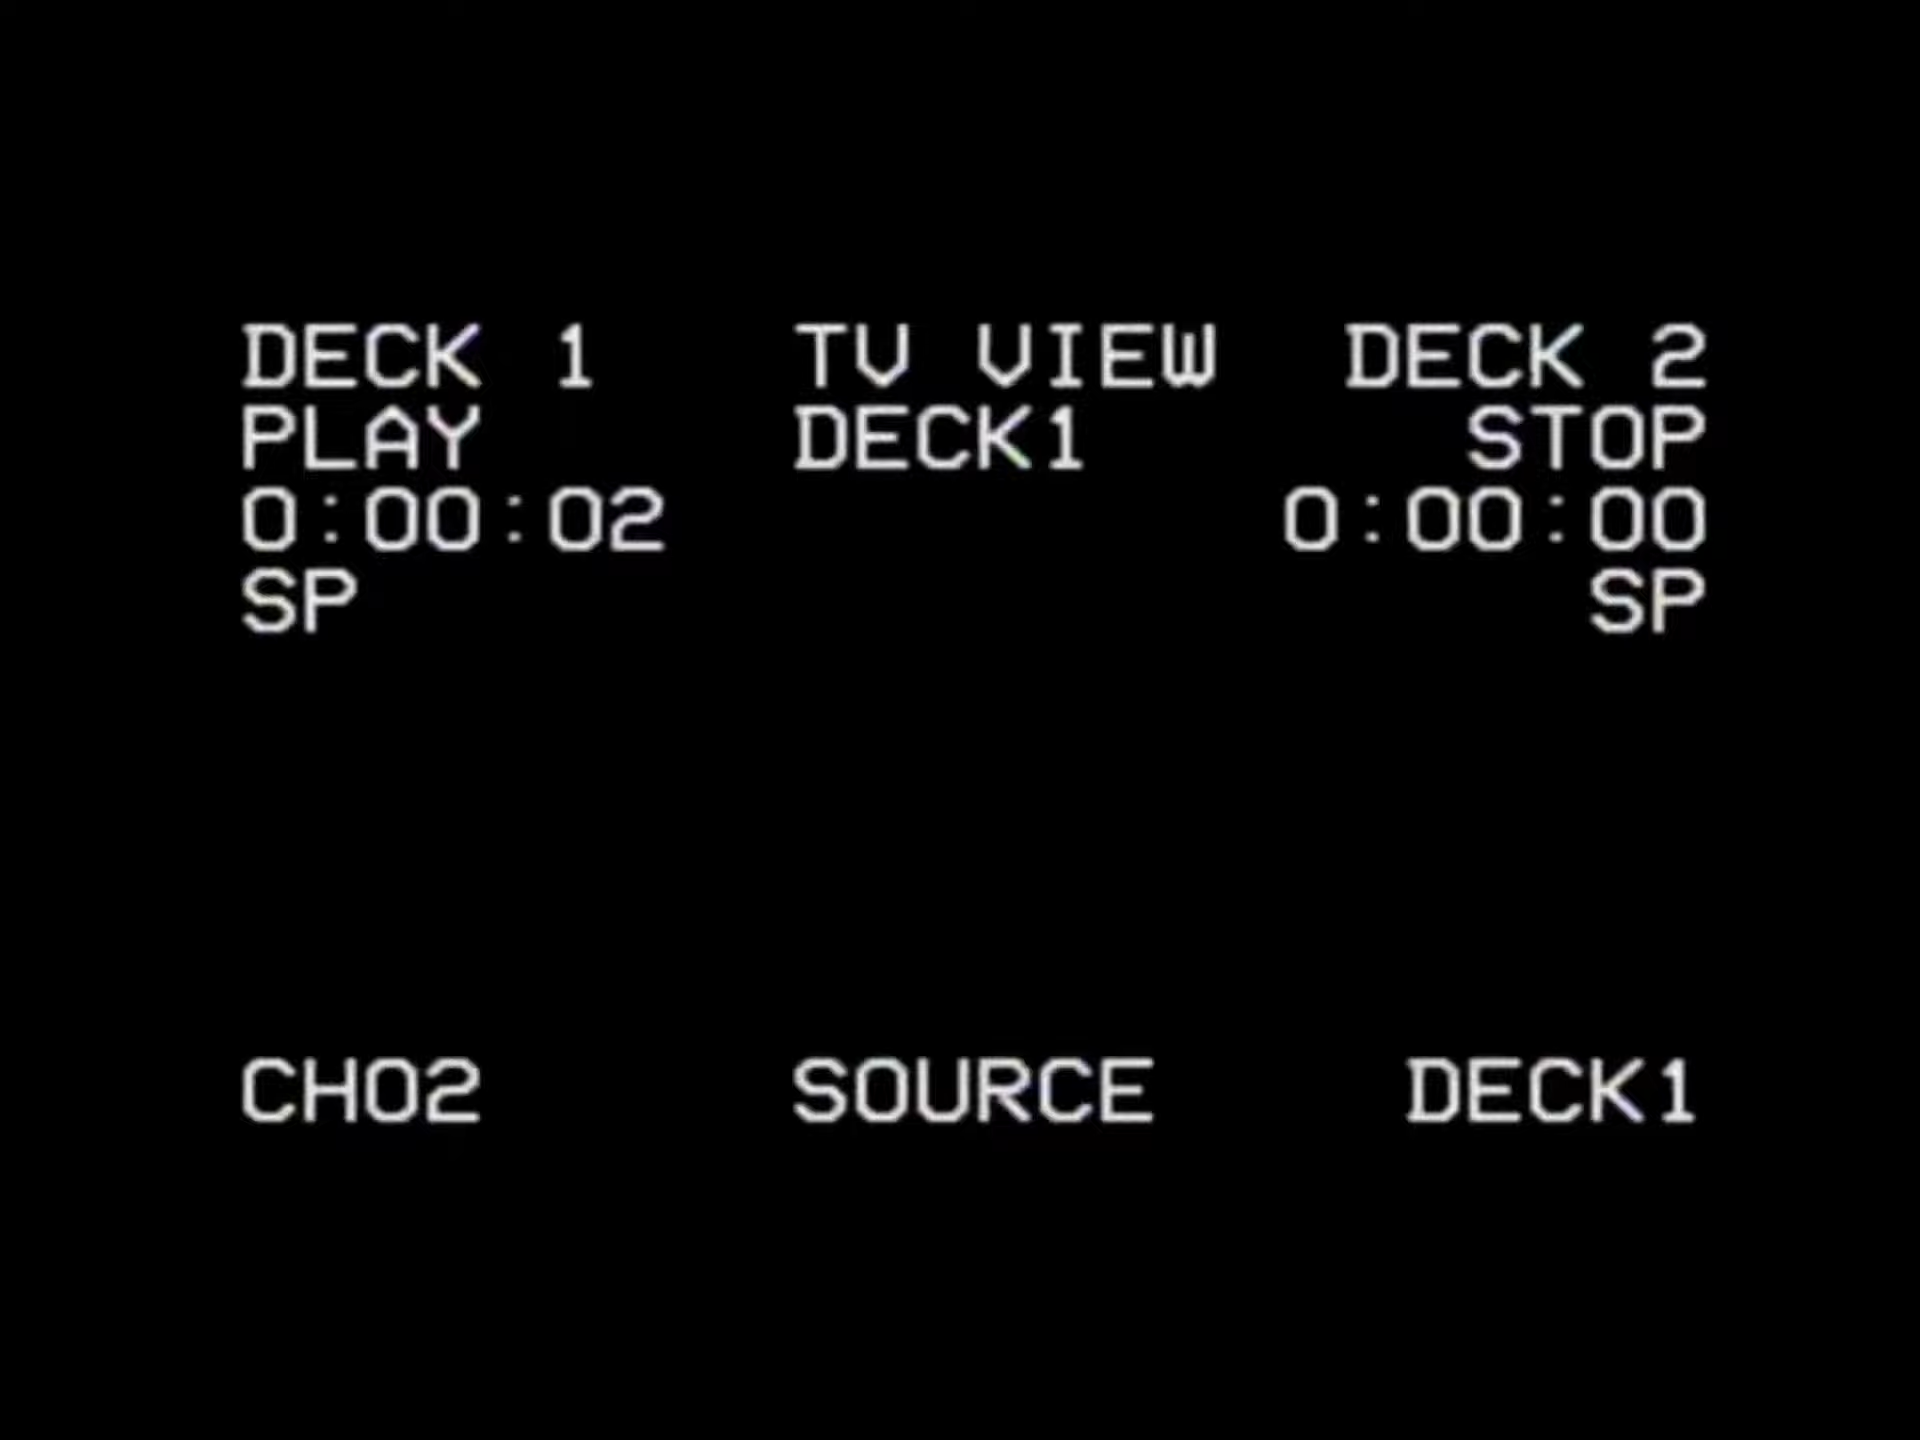 DECK 1 TV VIEW DECK 2
PLAY DECK1 STOP
0:00:02 0:00:00
SP SP
CH02 SOURCE DECK1